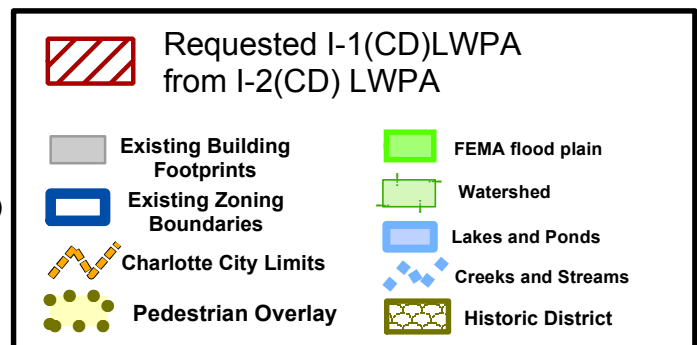 Requested I-1(CD)LWPA
from I-2(CD) LWPA
Existing Building
Footprints
Existing Zoning
Boundaries
Charlotte City Limits
Pedestrian Overlay
FEMA flood plain
Watershed
Lakes and Ponds
Creeks and Streams
Historic District